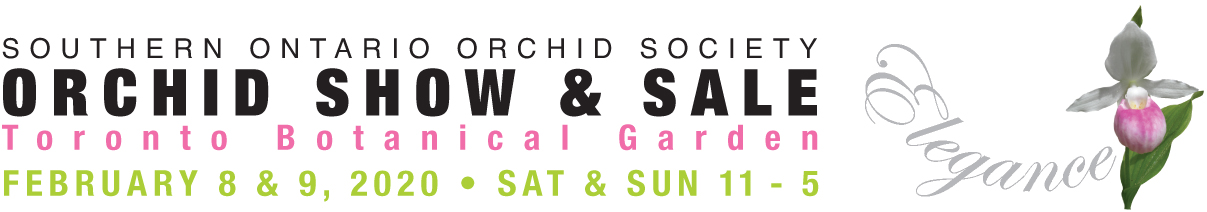 SOUTHERN ONTARIO ORCHID SOCIETY
ORCHID SHOW & SALE
Toronto Botanical Garden
FEBRUARY 8 & 9, 2020 • SAT & SUN 11 - 5
Elegance